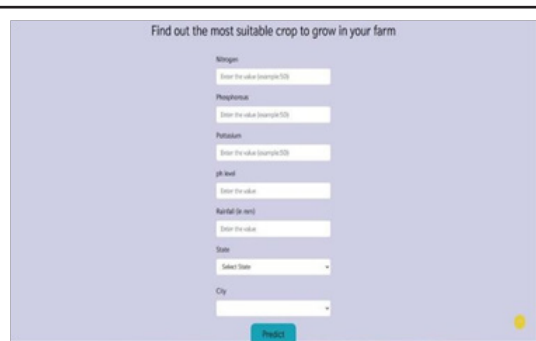 Find out the most suitable crop to grow in your farm
Nitrogen
Enter the value (example:50)
Phosphorous
Enter the value (example:50)
Pottasium
Enter the value (example:50)
ph level
Enter the value
Rainfall (in mm)
Enter the value
State
Select State
City
Predict